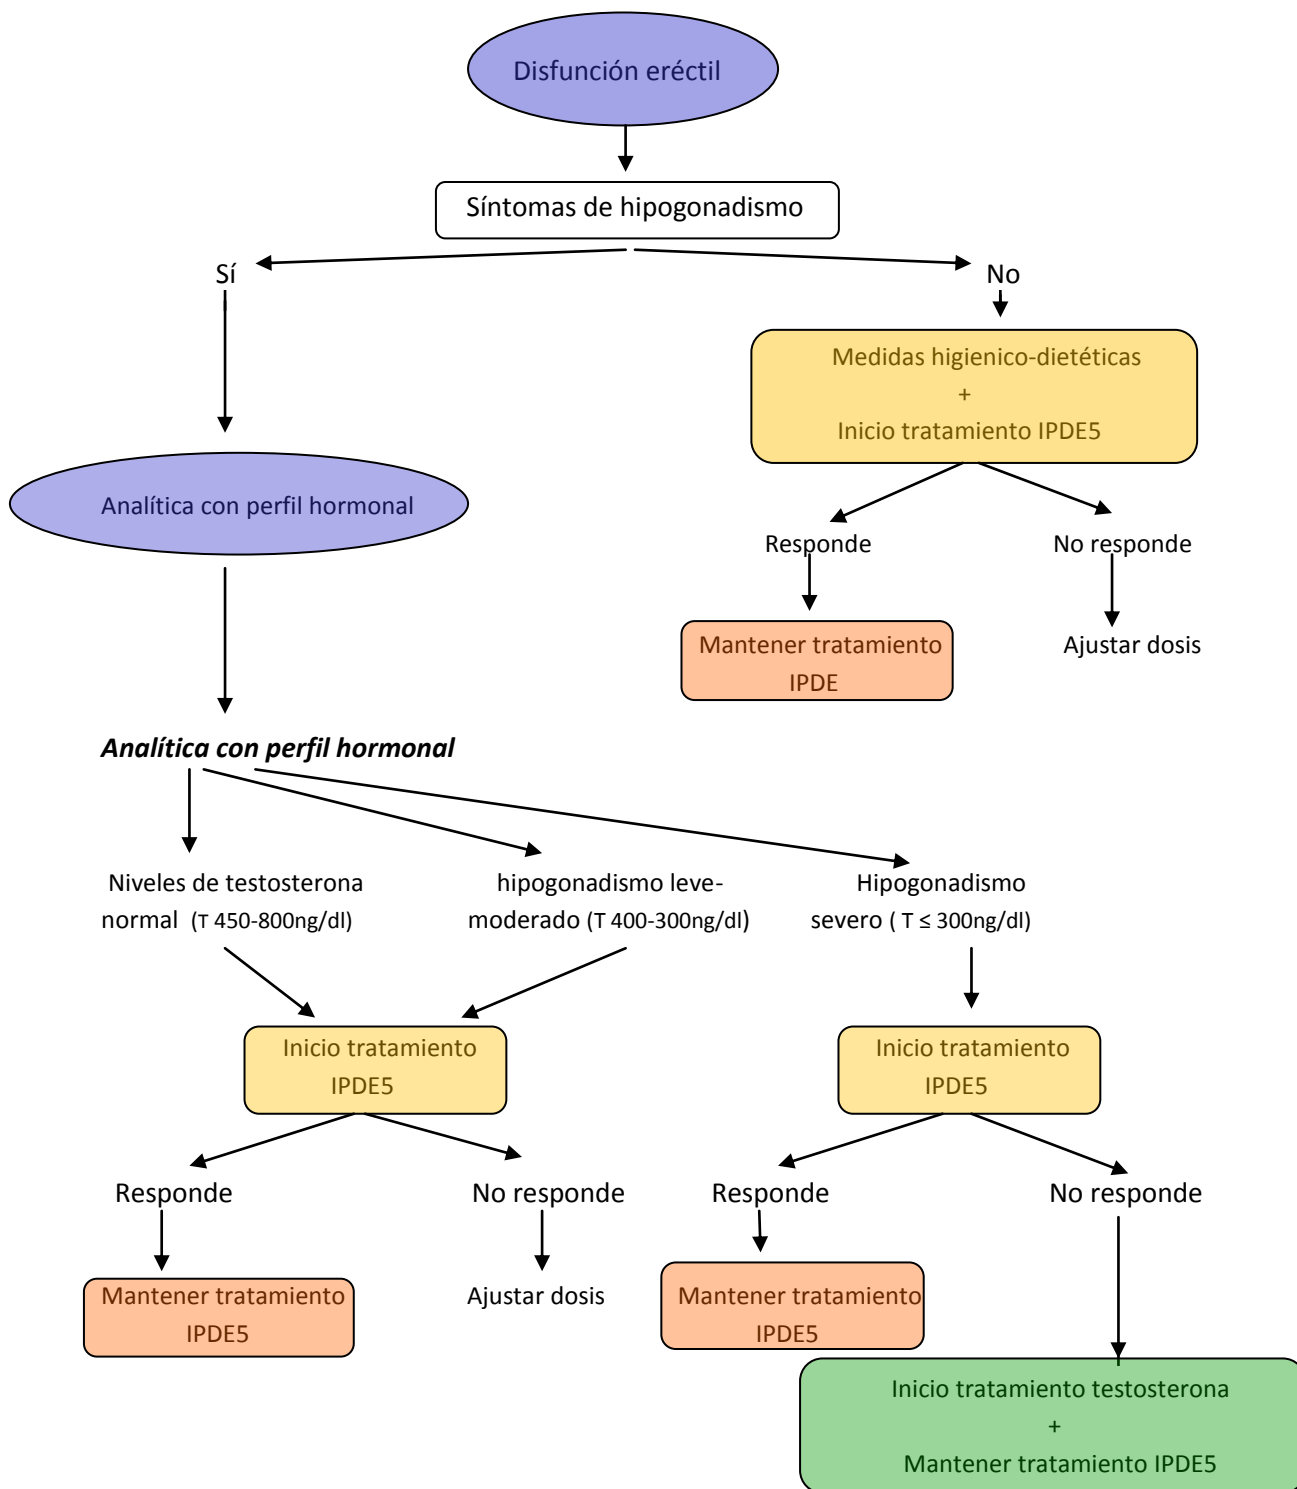 Disfunción eréctil
Síntomas de hipogonadismo
Sí
No
Medidas higienico-dietéticas
+
Inicio tratamiento IPDE5
Analítica con perfil hormonal
Responde
No responde
Mantener tratamiento
IPDE
Ajustar dosis
Analítica con perfil hormonal
Niveles de testosterona
normal (T 450-800ng/dl)
hipogonadismo leve-
moderado (T 400-300ng/dl)
Hipogonadismo
severo ( T ≤ 300ng/dl)
Inicio tratamiento
IPDE5
Inicio tratamiento
IPDE5
Responde
No responde
Responde
No responde
Mantener tratamiento
IPDE5
Ajustar dosis
Mantener tratamiento
IPDE5
Inicio tratamiento testosterona
+
Mantener tratamiento IPDE5